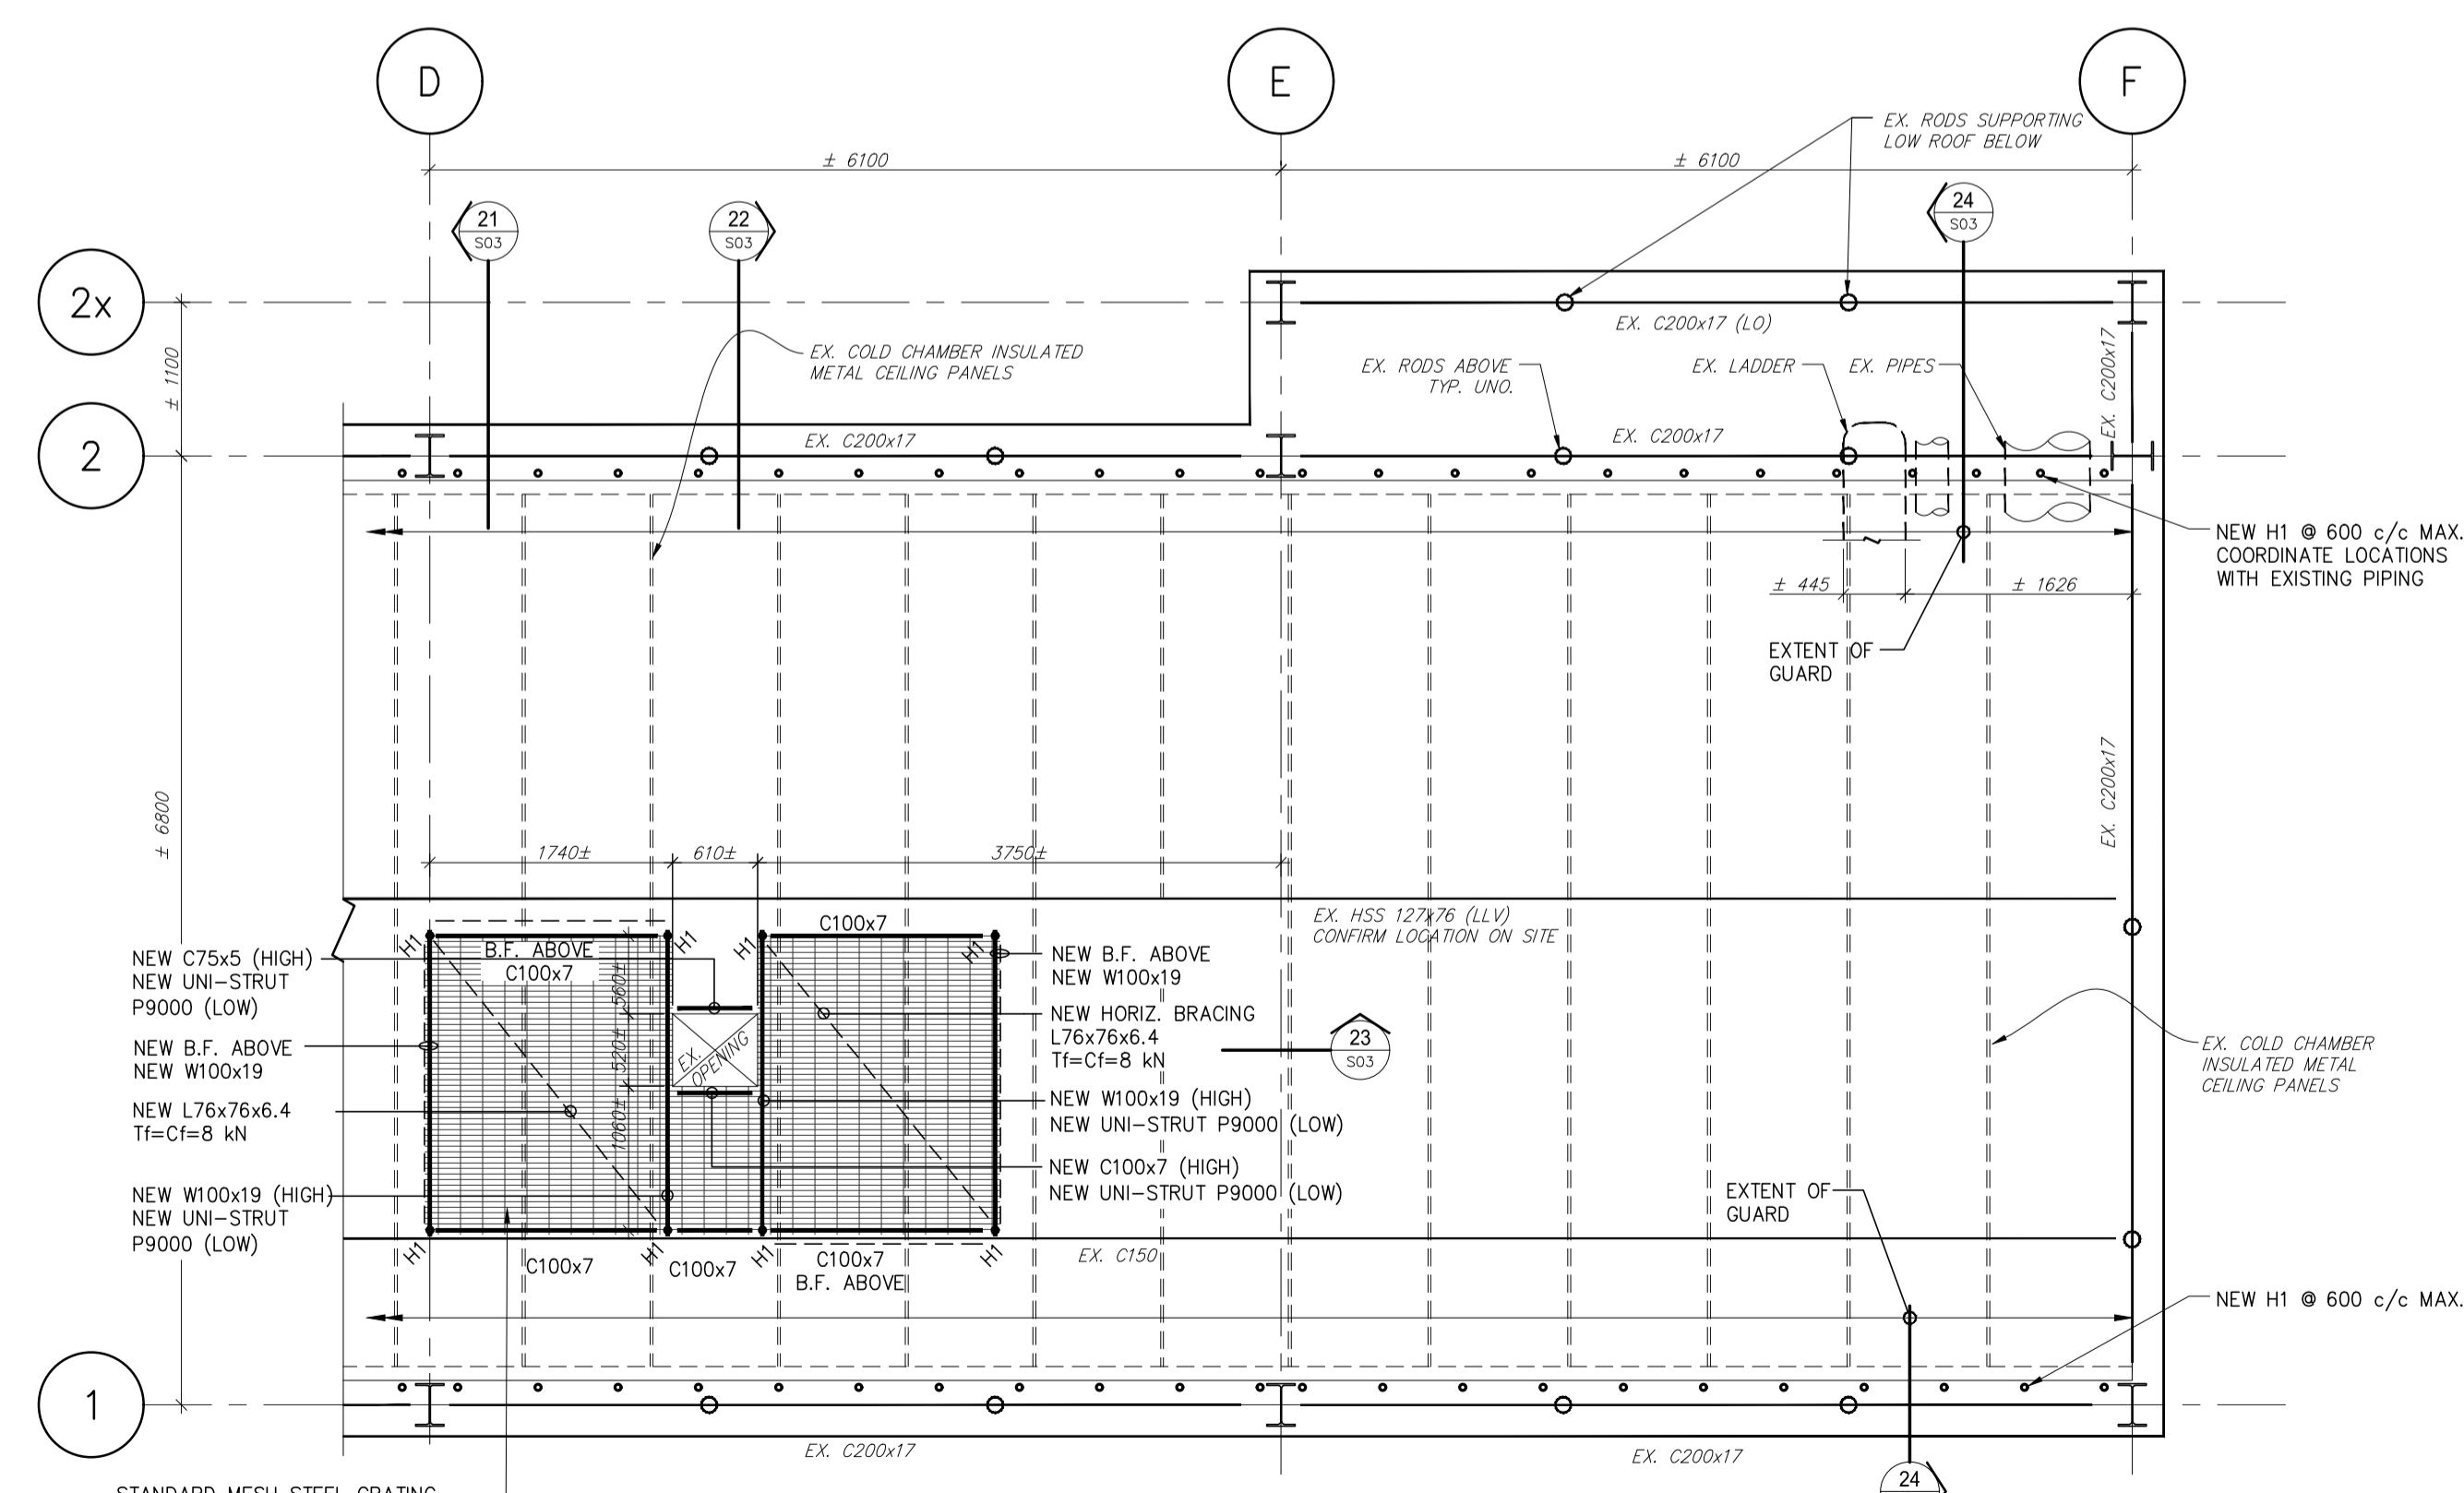 D
E
F
EX. RODS SUPPORTING
LOW ROOF BELOW
± 6100
± 6100
21
S03
22
S03
24
S03
2x
± 1100
EX. C200x17 (LO)
EX. C200x17
EX. COLD CHAMBER INSULATED
METAL CEILING PANELS
EX. RODS ABOVE
TYP. UNO.
EX. LADDER
EX. PIPES
2
EX. C200x17
EX. C200x17
NEW H1 @ 600 c/c MAX.
COORDINATE LOCATIONS
WITH EXISTING PIPING
± 445
± 1626
EXTENT OF
GUARD
± 6800
EX. C200x17
1740±
610±
3750±
EX. HSS 127x76 (LLV)
CONFIRM LOCATION ON SITE
C100x7
H1
H1
H1
H1
B.F. ABOVE
C100x7
NEW C75x5 (HIGH)
NEW UNI-STRUT
P9000 (LOW)
560±
520±
1060±
EX.
OPENING
NEW B.F. ABOVE
NEW W100x19
NEW HORIZ. BRACING
L76x76x6.4
Tf=Cf=8 kN
23
S03
NEW B.F. ABOVE
NEW W100x19
EX. COLD CHAMBER
INSULATED METAL
CEILING PANELS
NEW L76x76x6.4
Tf=Cf=8 kN
NEW W100x19 (HIGH)
NEW UNI-STRUT P9000 (LOW)
NEW C100x7 (HIGH)
NEW UNI-STRUT P9000 (LOW)
NEW W100x19 (HIGH)
NEW UNI-STRUT
P9000 (LOW)
EXTENT OF
GUARD
H1
H1
H1
H1
C100x7
C100x7
C100x7
B.F. ABOVE
EX. C150
NEW H1 @ 600 c/c MAX.
1
EX. C200x17
EX. C200x17
24
STANDARD MESH STEEL GRATING